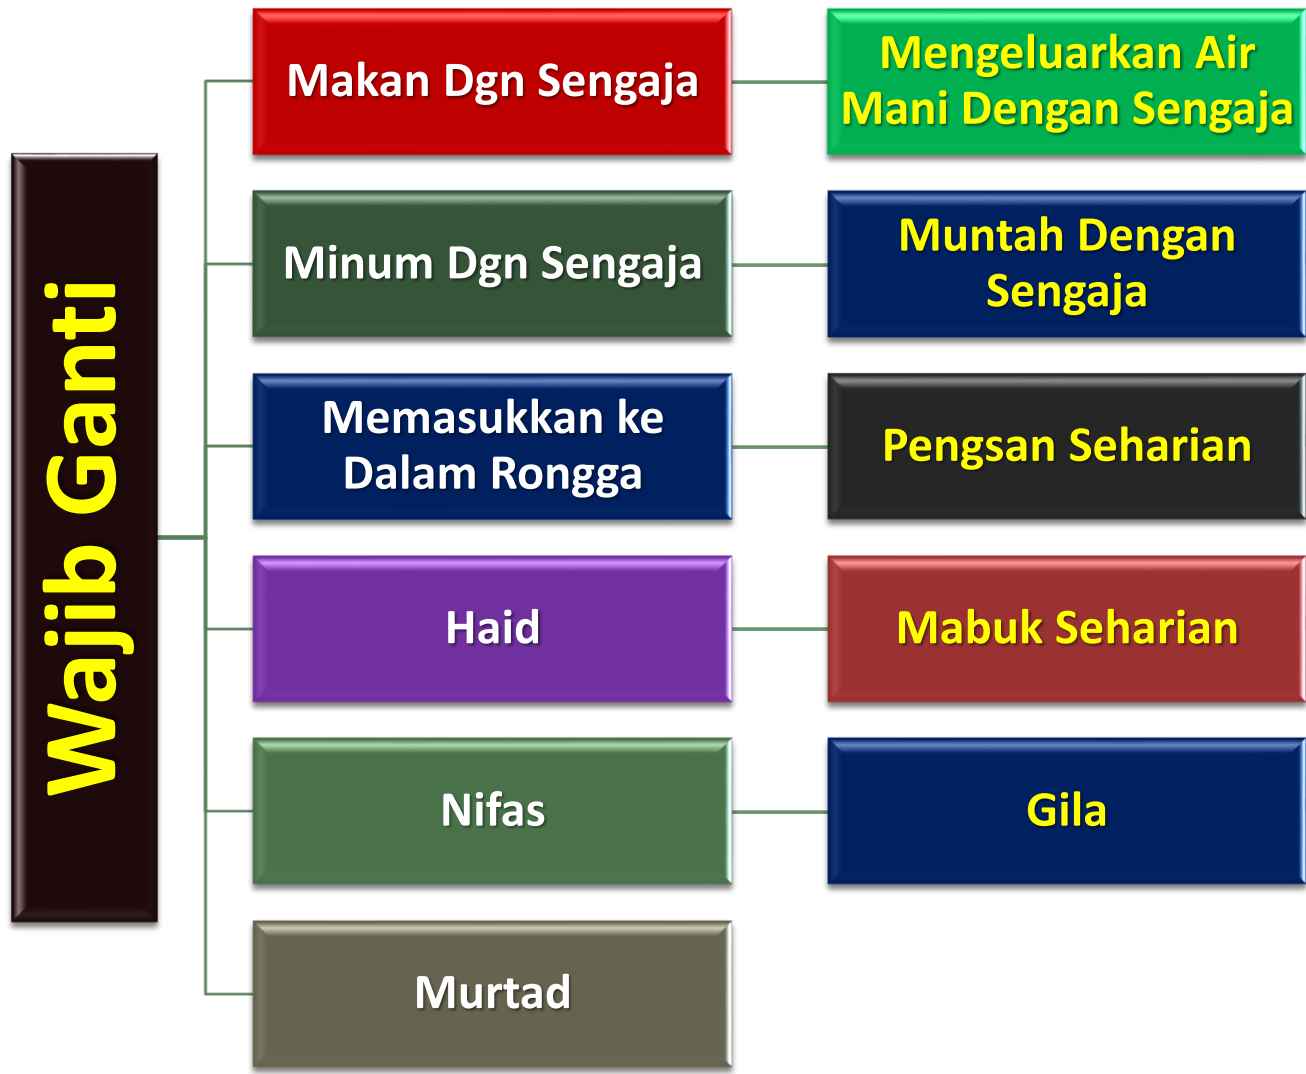 Wajib Ganti
Makan Dgn Sengaja
Mengeluarkan Air
Mani Dengan Sengaja
Minum Dgn Sengaja
Muntah Dengan
Sengaja
Memasukkan ke
Dalam Rongga
Pengsan Seharian
Haid
Mabuk Seharian
Nifas
Gila
Murtad